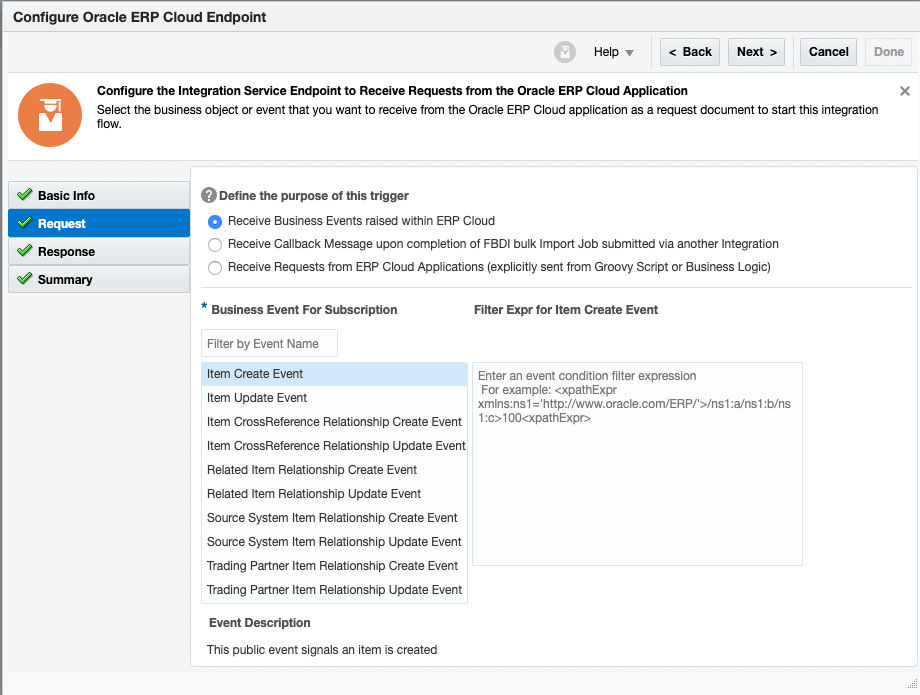 Configure Oracle ERP Cloud Endpoint
Help
< Back
Next >
Cancel
Done
Configure the Integration Service Endpoint to Receive Requests from the Oracle ERP Cloud Application
Select the business object or event that you want to receive from the Oracle ERP Cloud application as a request document to start this integration
flow.
Basic Info
Request
Response
Summary
? Define the purpose of this trigger
Receive Business Events raised within ERP Cloud
Receive Callback Message upon completion of FBDI bulk Import Job submitted via another Integration
Receive Requests from ERP Cloud Applications (explicitly sent from Groovy Script or Business Logic)
* Business Event For Subscription
Filter by Event Name
Item Create Event
Item Update Event
Item CrossReference Relationship Create Event
Item CrossReference Relationship Update Event
Related Item Relationship Create Event
Related Item Relationship Update Event
Source System Item Relationship Create Event
Source System Item Relationship Update Event
Trading Partner Item Relationship Create Event
Trading Partner Item Relationship Update Event
Filter Expr for Item Create Event
Enter an event condition filter expression
For example: <xpathExpr
xmlns:ns1='http://www.oracle.com/ERP/'>/ns1:a/ns1:b/ns
1:c>100<xpathExpr>
Event Description
This public event signals an item is created